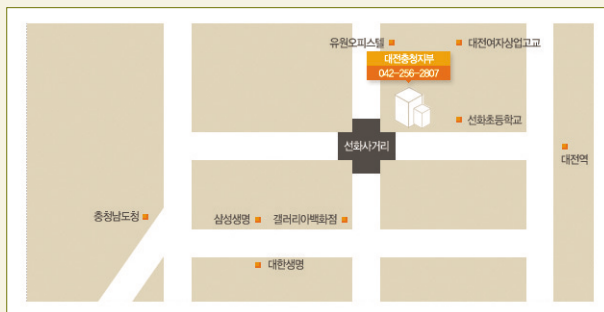 유원오피스텔
대전여자상업고교
대전충청지부
042-256-2807
선화초등학교
선화사거리
대전역
충청남도청
삼성생명
갤러리아백화점
대한생명